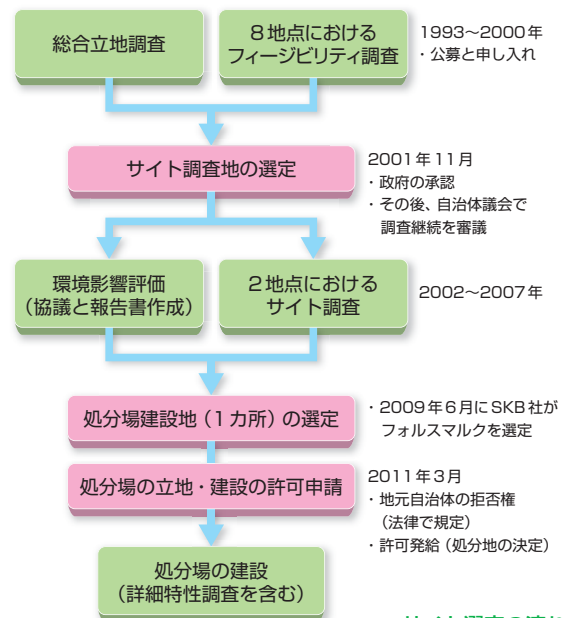 総合立地調査
8地点における
フィージビリティ調査
1993～2000年
・公募と申し入れ
サイト調査地の選定
2001年11月
・政府の承認
・その後、自治体議会で
調査継続を審議
環境影響評価
（協議と報告書作成）
2地点における
サイト調査
2002～2007年
処分場建設地（1カ所）の選定
・2009年6月にSKB社が
フォルスマルクを選定
処分場の立地・建設の許可申請
2011年3月
・地元自治体の拒否権
（法律で規定）
・許可発給（処分地の決定）
処分場の建設
（詳細特性調査を含む）